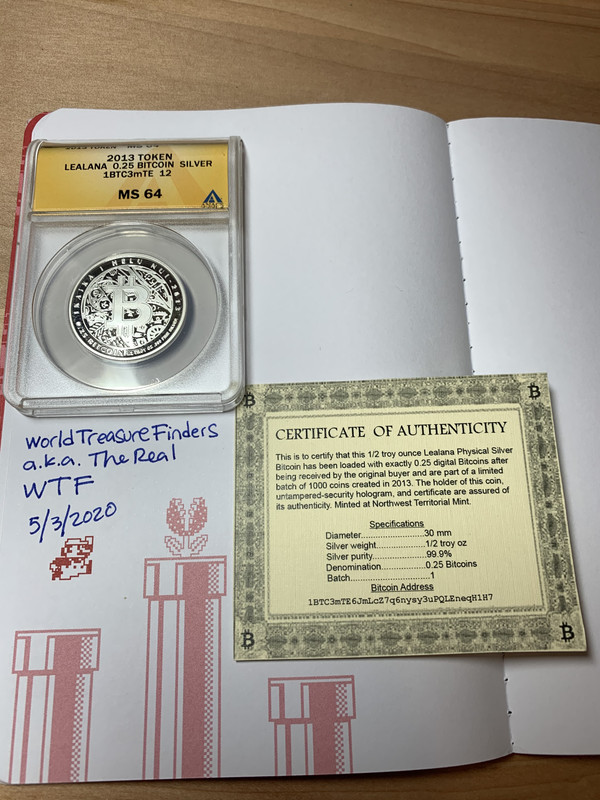 2013 TOKEN
LEALANA 0.25 BITCOIN SILVER
1BTC3mTE 12
MS 64
World Treasure Finders
a.k.a. The Real
WTF
5/3/2020
CERTIFICATE OF AUTHENTICITY
This is to certify that this 1/2 troy ounce Lealana Physical Silver
Bitcoin has been loaded with exactly 0.25 digital Bitcoins after
being received by the original buyer and are part of a limited
batch of 1000 coins created in 2013. The holder of this coin,
untampered-security hologram, and certificate are assured of
its authenticity. Minted at Northwest Territorial Mint.
Specifications
Diameter..............................30 mm
Silver weight......................1/2 troy oz
Silver purity..........................99.9%
Denomination.....................0.25 Bitcoins
Batch...................................1
Bitcoin Address
1BTC3mTE6JmLcZ7q6nysy3uPQLEneqH1H7